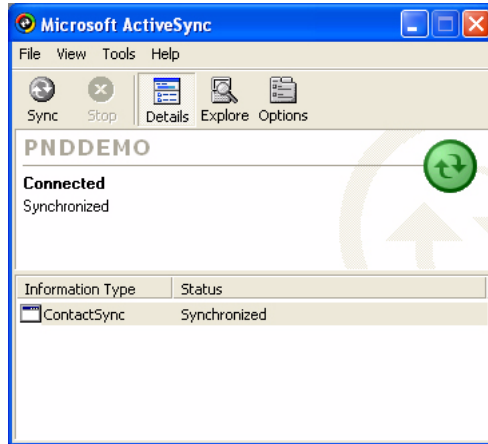 Microsoft ActiveSync
File View Tools Help
Sync Stop Details Explore Options
PNDDEMO
Connected
Synchronized
Information Type Status
ContactSync Synchronized